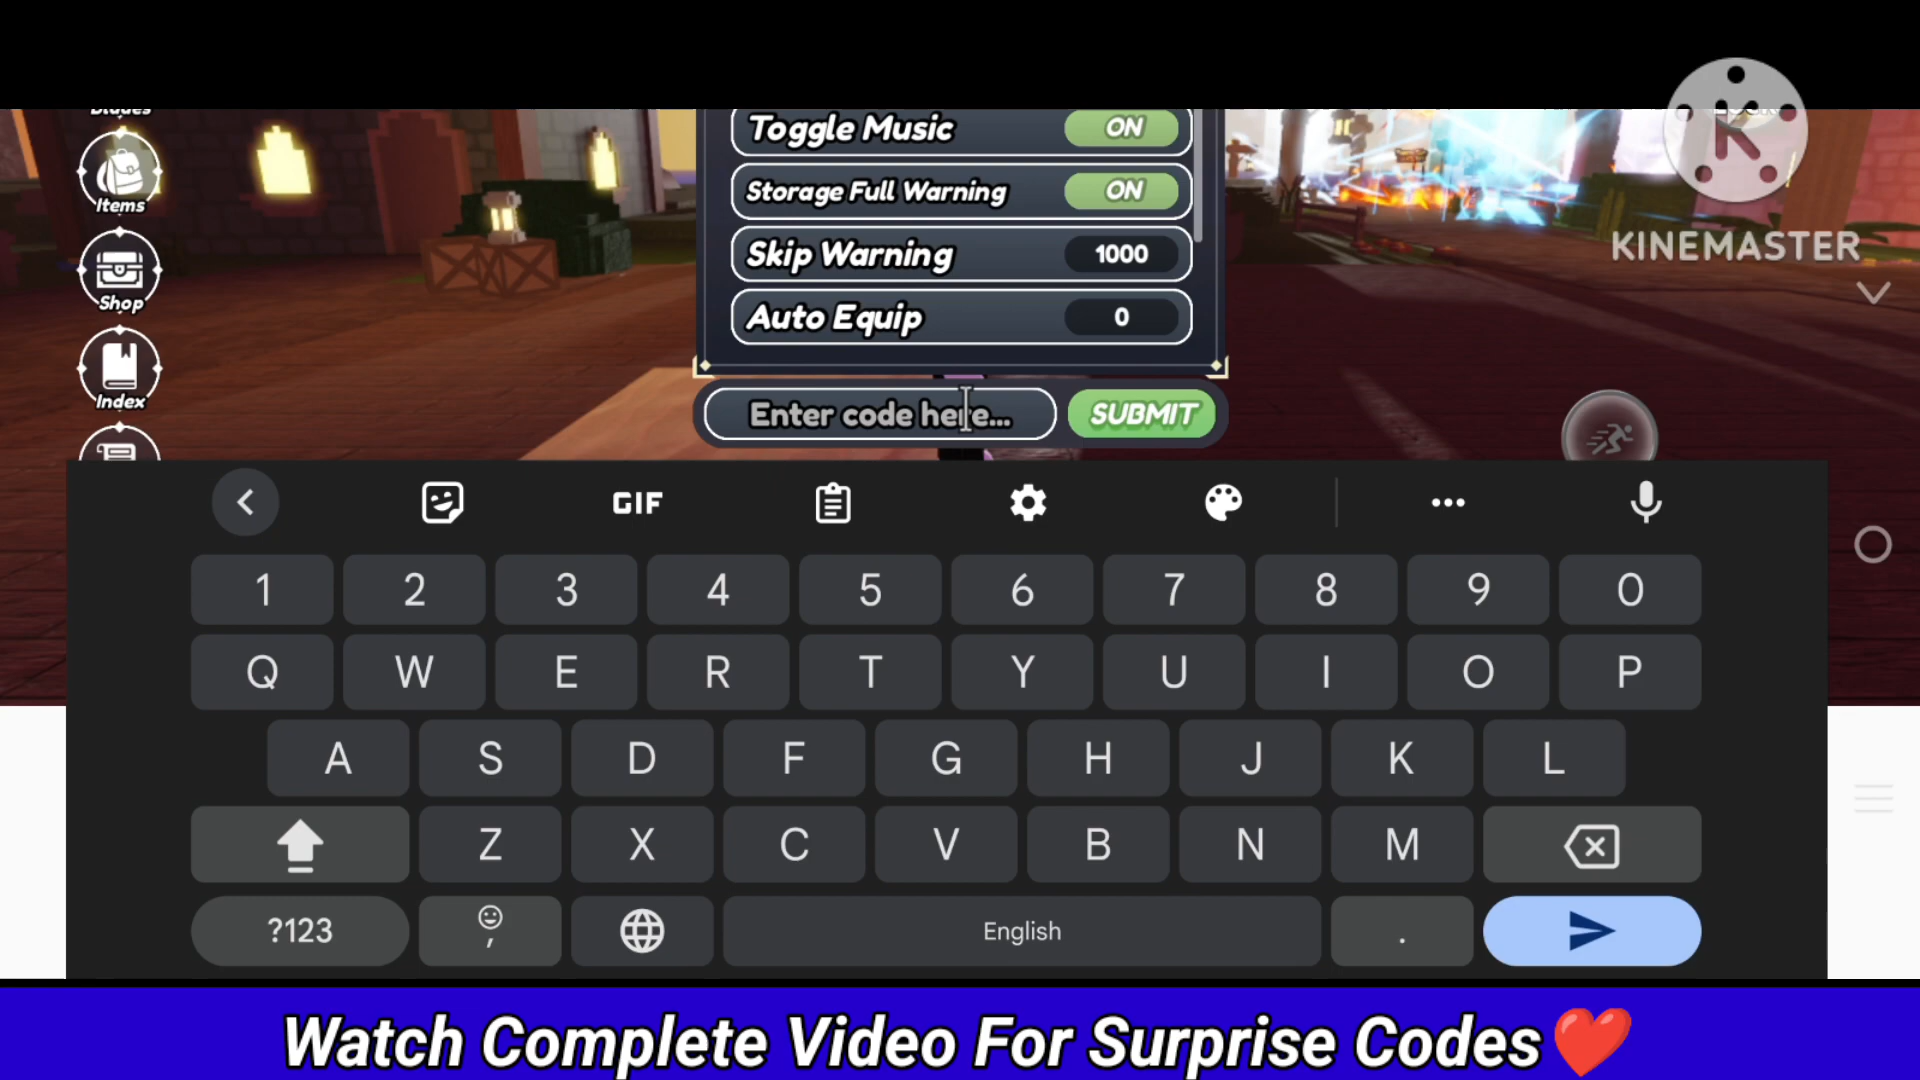 Blades
Items
Shop
Index
Toggle Music ON
Storage Full Warning ON
Skip Warning 1000
Auto Equip 0
Enter code here...
SUBMIT
K
KINEMASTER
GIF
1 2 3 4 5 6 7 8 9 0
Q W E R T Y U I O P
A S D F G H J K L
Z X C V B N M
?123 , English .
Watch Complete Video For Surprise Codes❤️